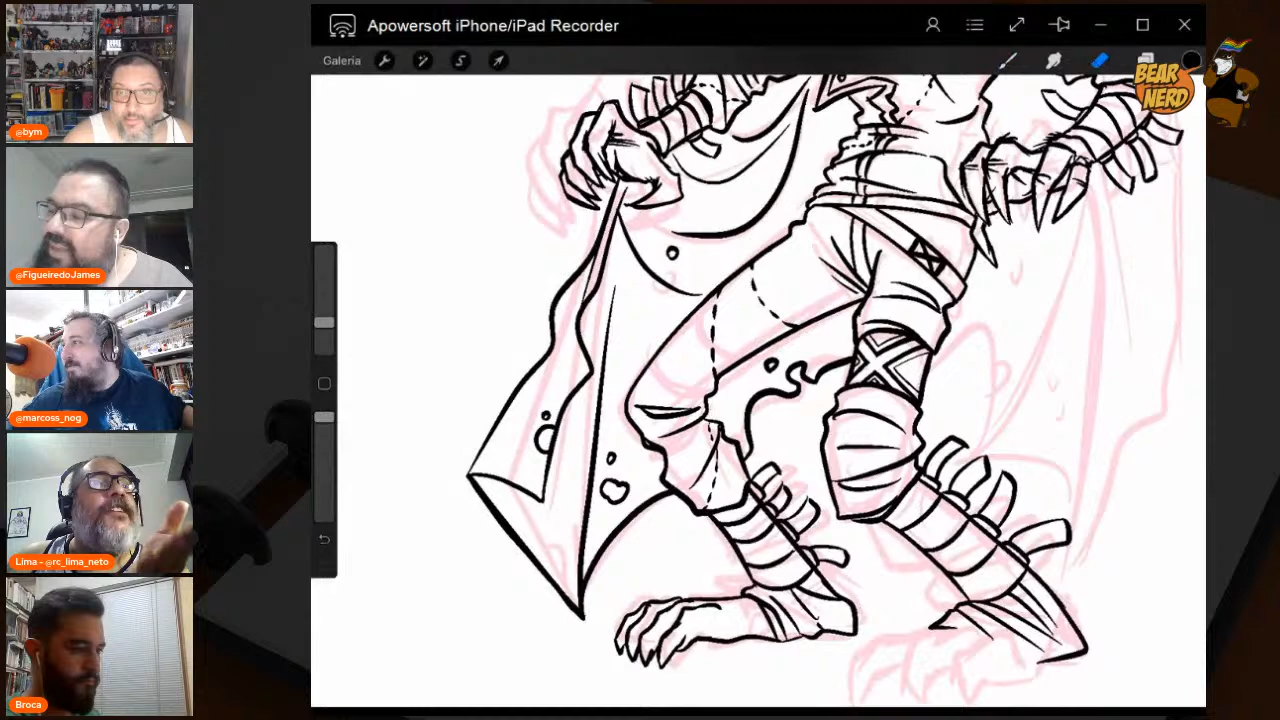 Apowersoft iPhone/iPad Recorder
Galeria
BEAR
NERD
@bym
@FigueiredoJames
@marcoss_nog
Lima - @rc_lima_neto
Broca